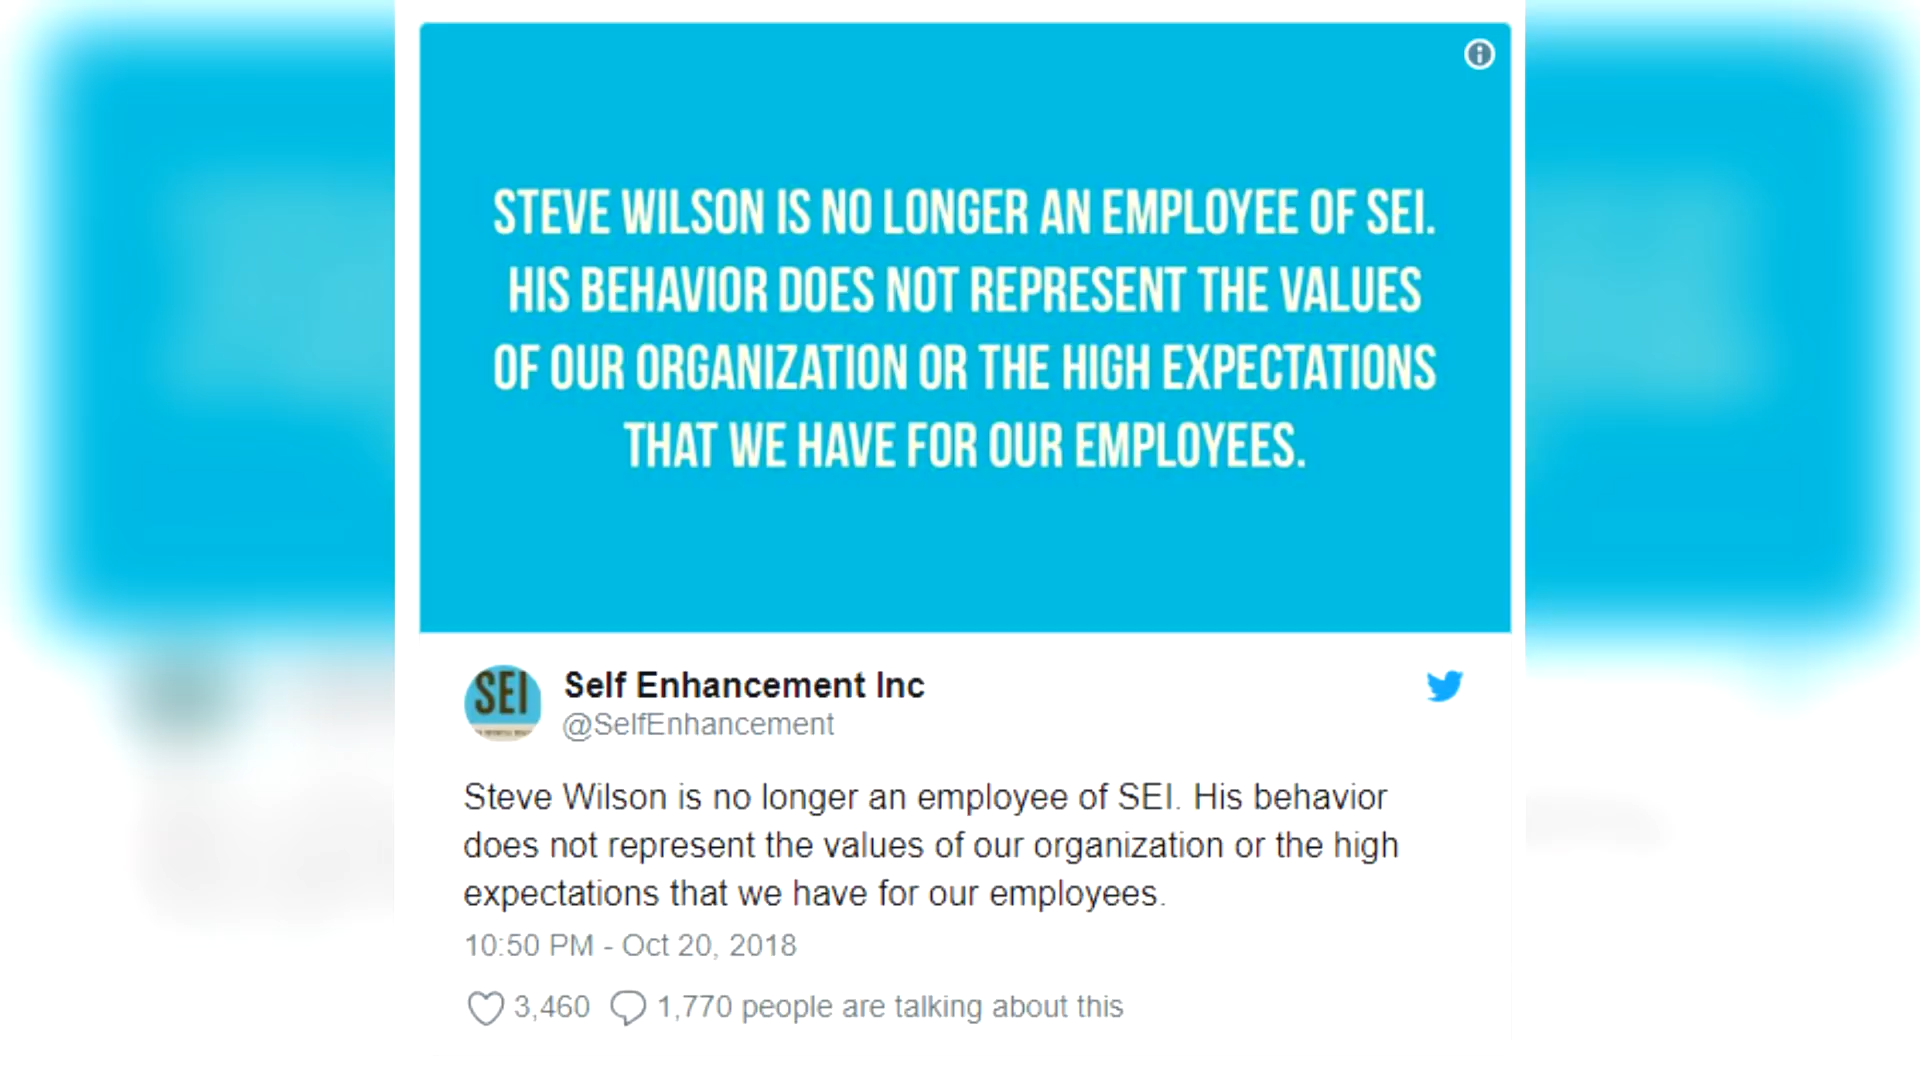 STEVE WILSON IS NO LONGER AN EMPLOYEE OF SEI.
HIS BEHAVIOR DOES NOT REPRESENT THE VALUES
OF OUR ORGANIZATION OR THE HIGH EXPECTATIONS
THAT WE HAVE FOR OUR EMPLOYEES.
SEI
Self Enhancement Inc
@SelfEnhancement
Steve Wilson is no longer an employee of SEI. His behavior
does not represent the values of our organization or the high
expectations that we have for our employees.
10:50 PM - Oct 20, 2018
3,460 1,770 people are talking about this